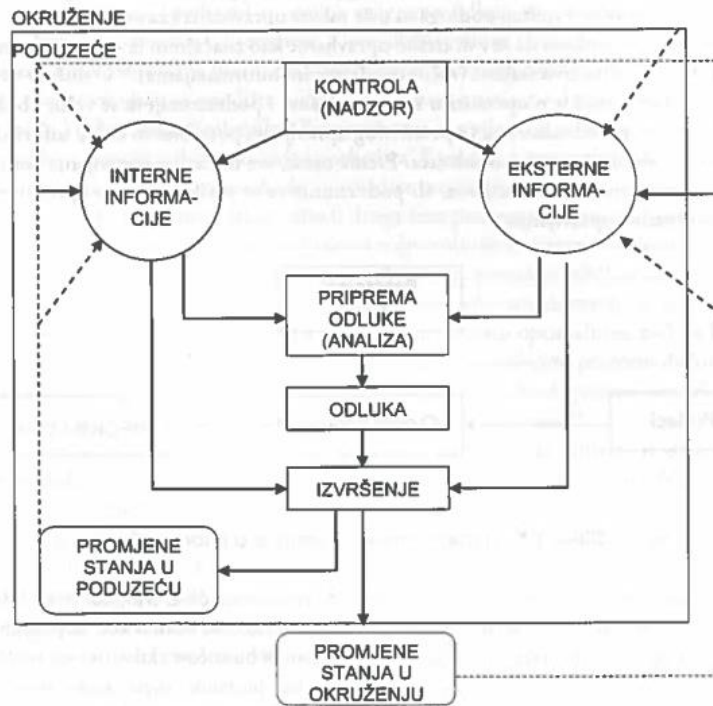 OKRUŽENJE
PODUZEĆE
KONTROLA
(NADZOR)
INTERNE
INFORMA-
CIJE
EKSTERNE
INFORMA-
CIJE
PRIPREMA
ODLUKE
(ANALIZA)
ODLUKA
IZVRŠENJE
PROMJENE
STANJA U
PODUZEĆU
PROMJENE
STANJA U
OKRUŽENJU